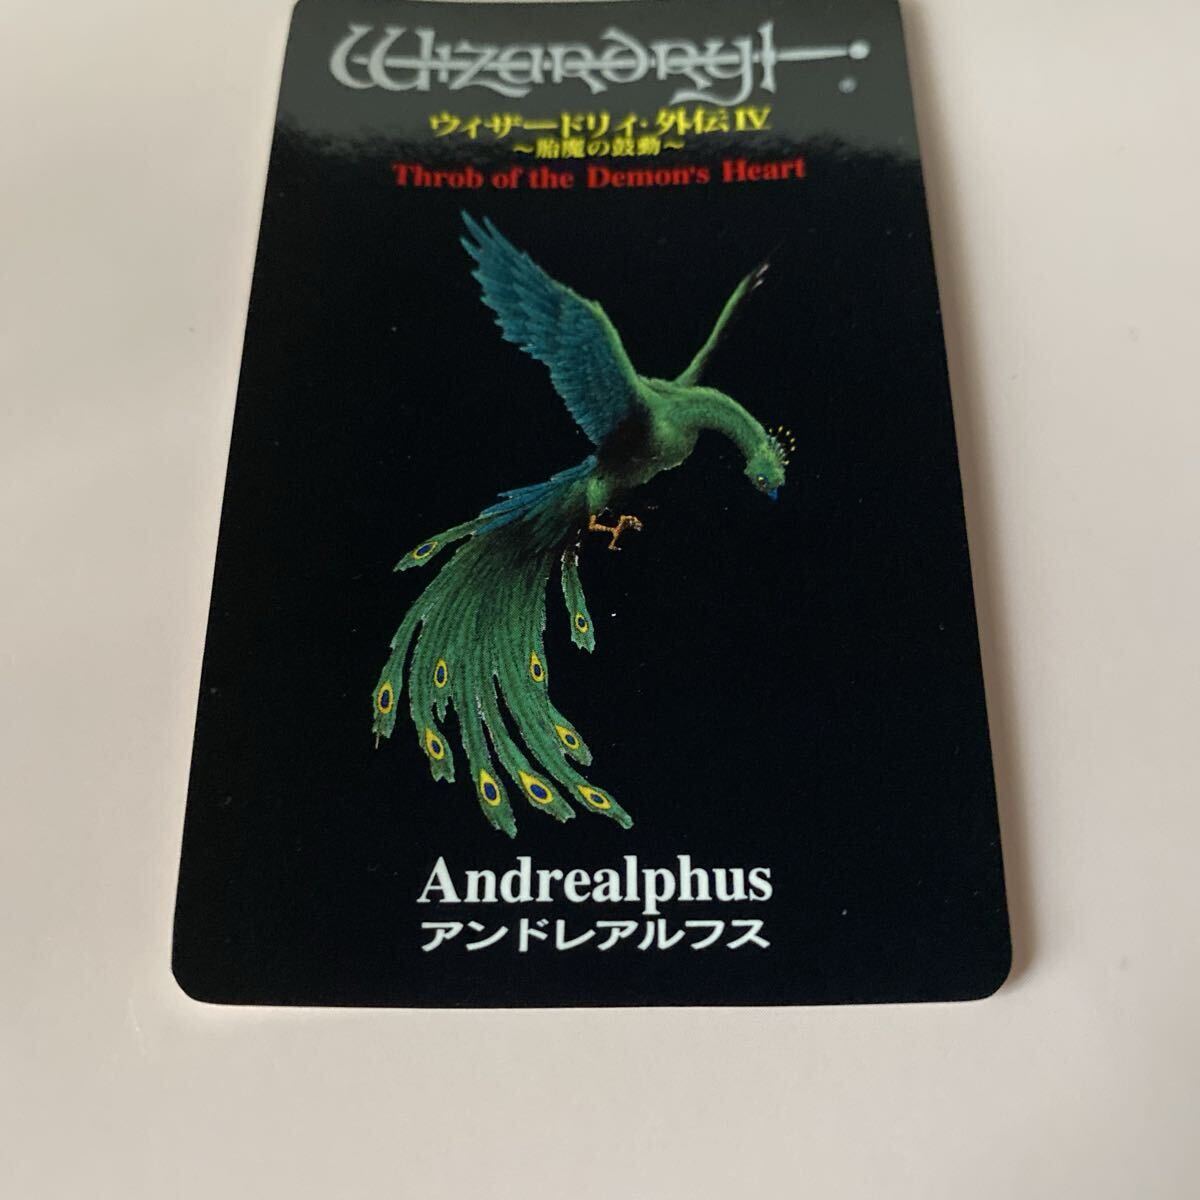 Wizardry
®
ウィザードリィ・外伝IV
～胎魔の鼓動～
Throb of the Demon's Heart
Andrealphus
アンドレアルフス